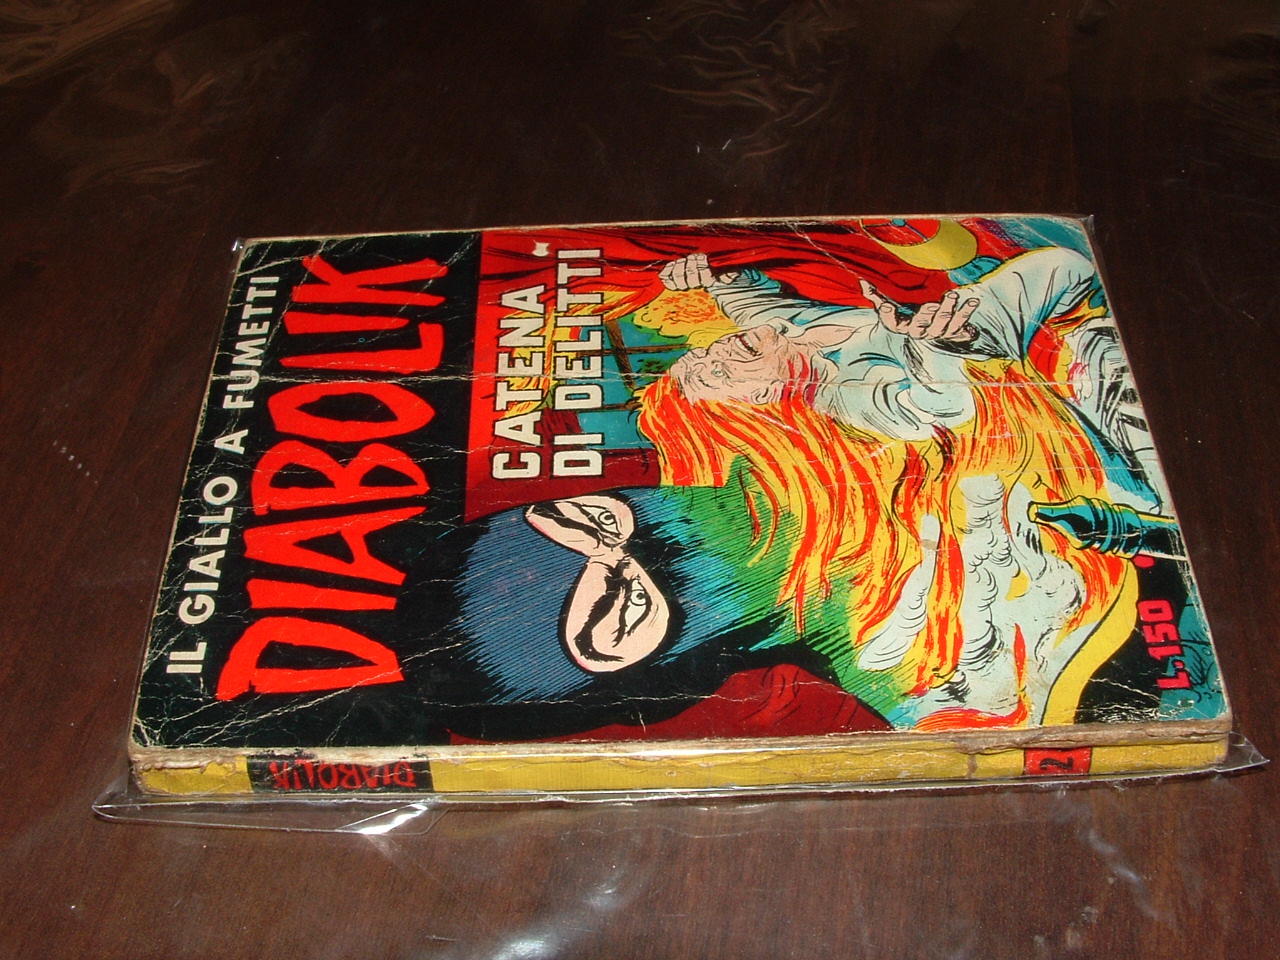 IL GIALLO A FUMETTI
DIABOLIK
CATENA
DI DELITTI
L.150
DIABOLIK
2